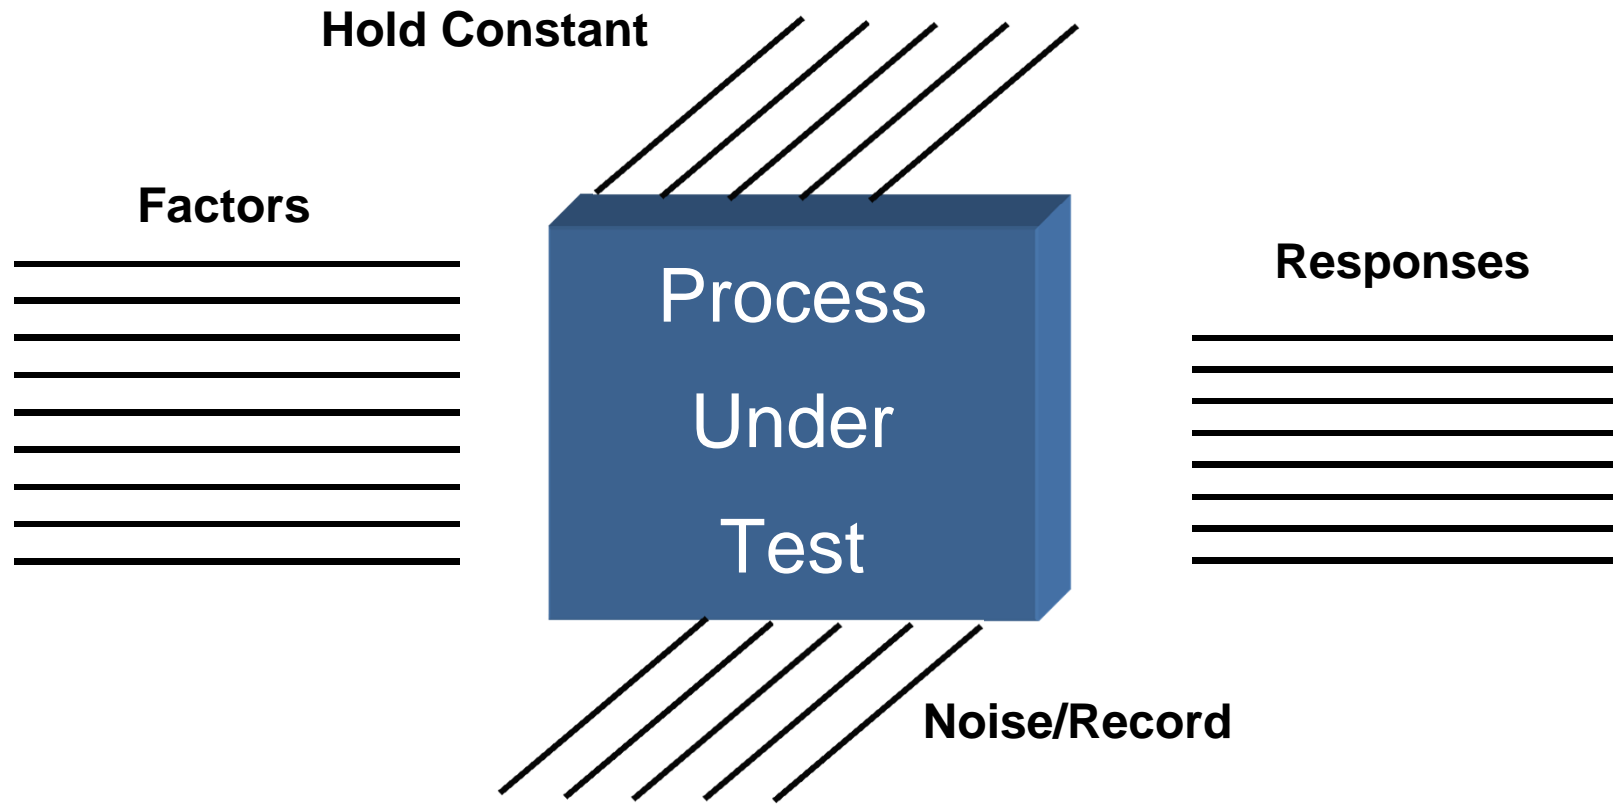 Hold Constant
Factors
Responses
Process
Under
Test
Noise/Record